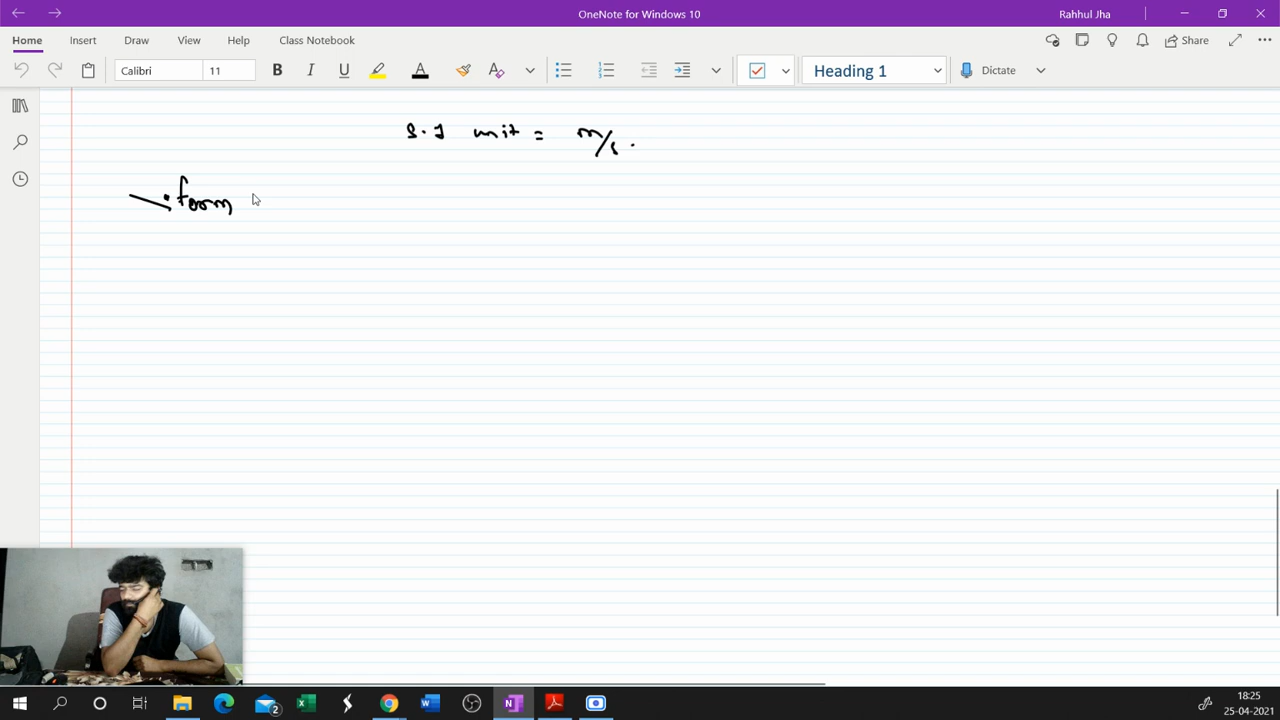 OneNote for Windows 10
Rahhul Jha
Home Insert Draw View Help Class Notebook
Share
Calibri 11 B I U A Heading 1 Dictate
S.I unit = m/s.
form
2
18:25
25-04-2021